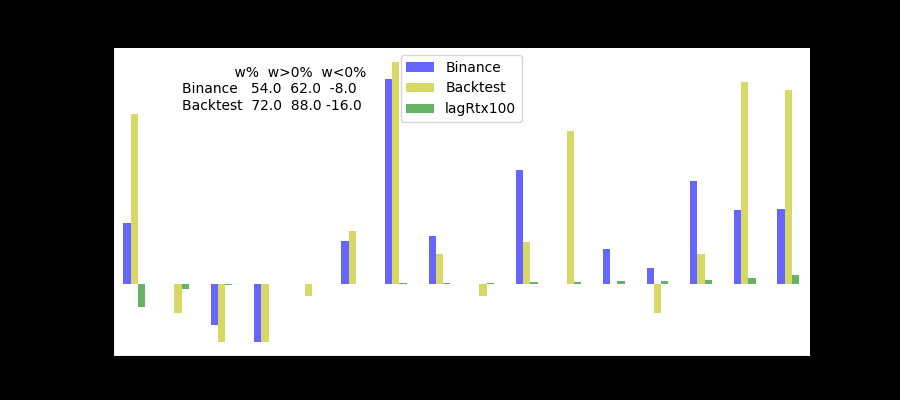 w% w>0% w<0%
Binance 54.0 62.0 -8.0
Backtest 72.0 88.0 -16.0
Binance
Backtest
lagRtx100